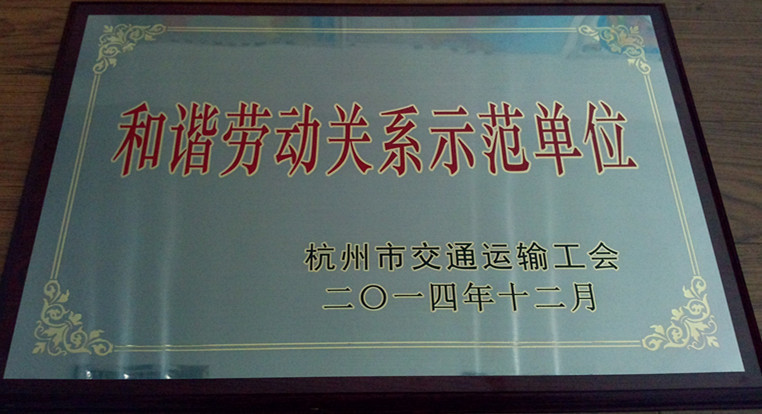 和谐劳动关系示范单位
杭州市交通运输工会
二〇一四年十二月